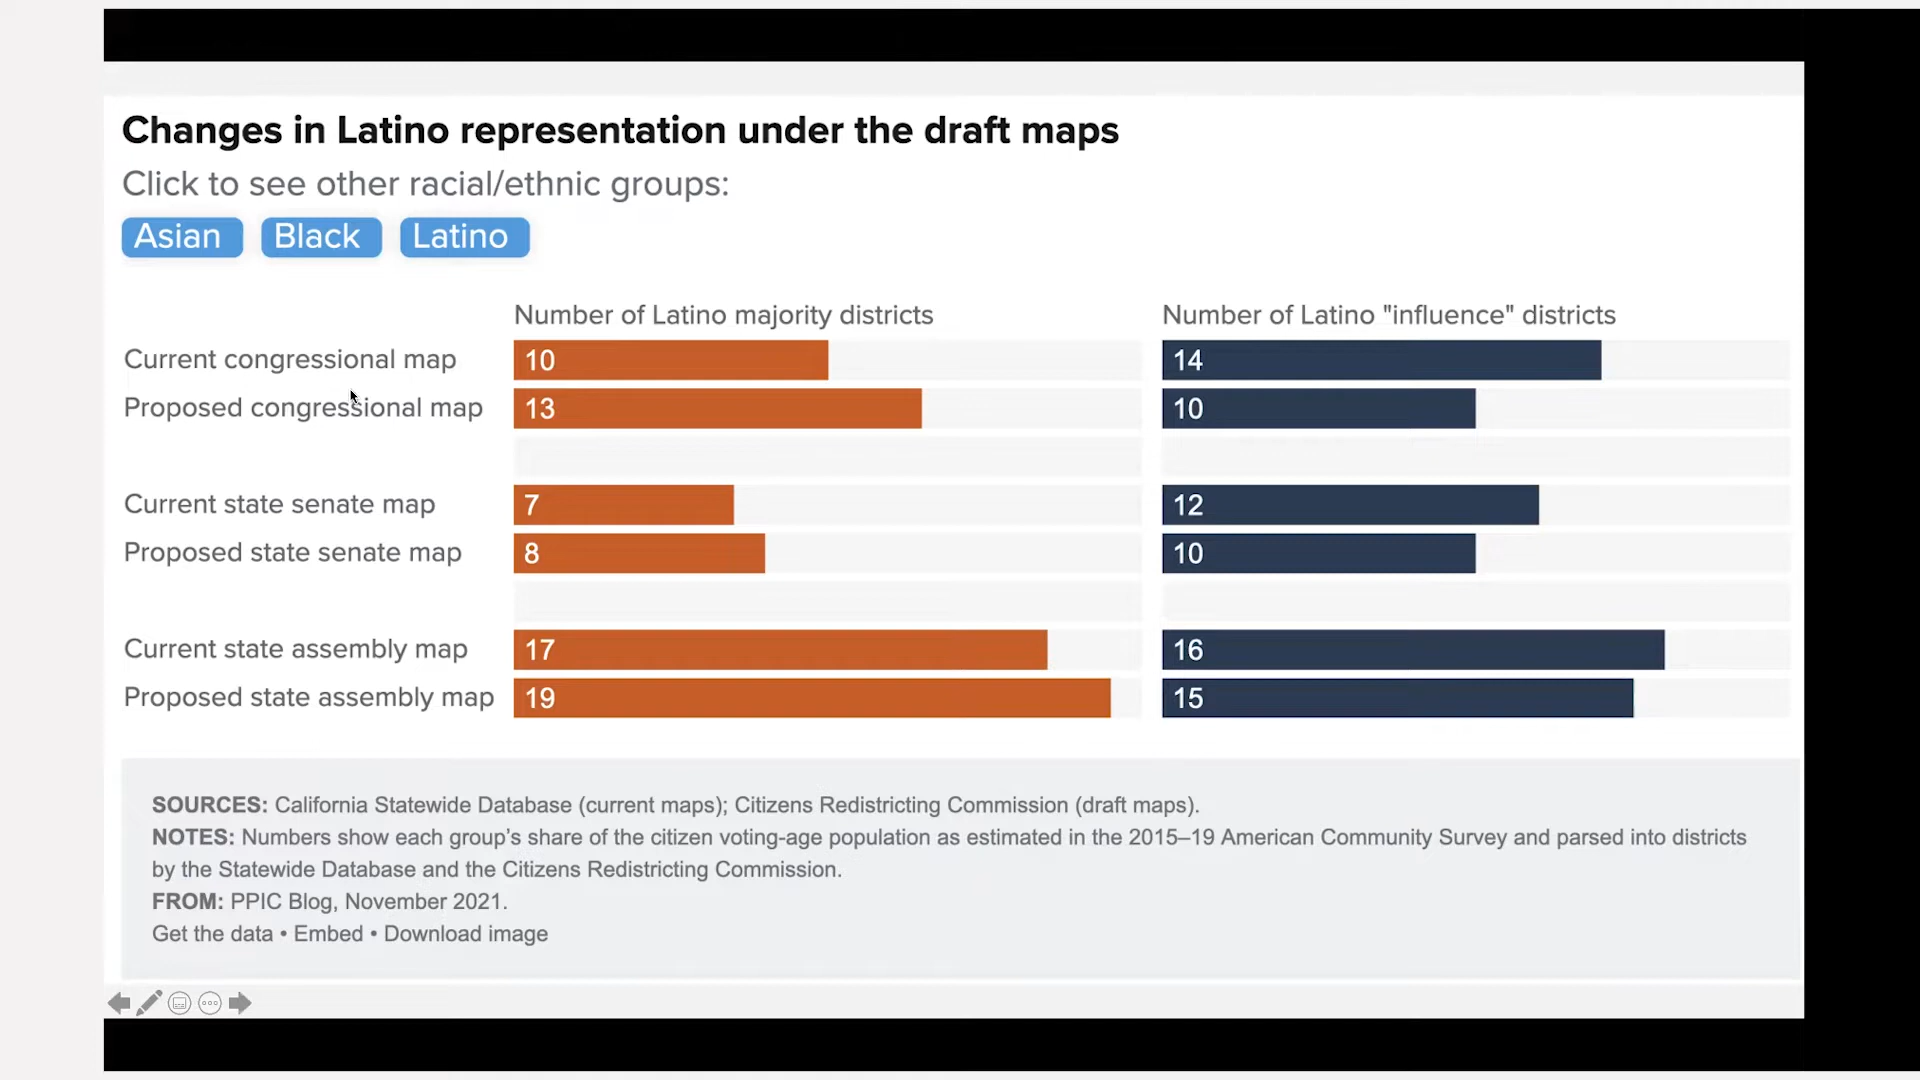 Changes in Latino representation under the draft maps
Click to see other racial/ethnic groups:
Asian Black Latino
Number of Latino majority districts Number of Latino "influence" districts
Current congressional map 10 14
Proposed congressional map 13 10
Current state senate map 7 12
Proposed state senate map 8 10
Current state assembly map 17 16
Proposed state assembly map 19 15
SOURCES: California Statewide Database (current maps); Citizens Redistricting Commission (draft maps).
NOTES: Numbers show each group’s share of the citizen voting-age population as estimated in the 2015–19 American Community Survey and parsed into districts
by the Statewide Database and the Citizens Redistricting Commission.
FROM: PPIC Blog, November 2021.
Get the data • Embed • Download image